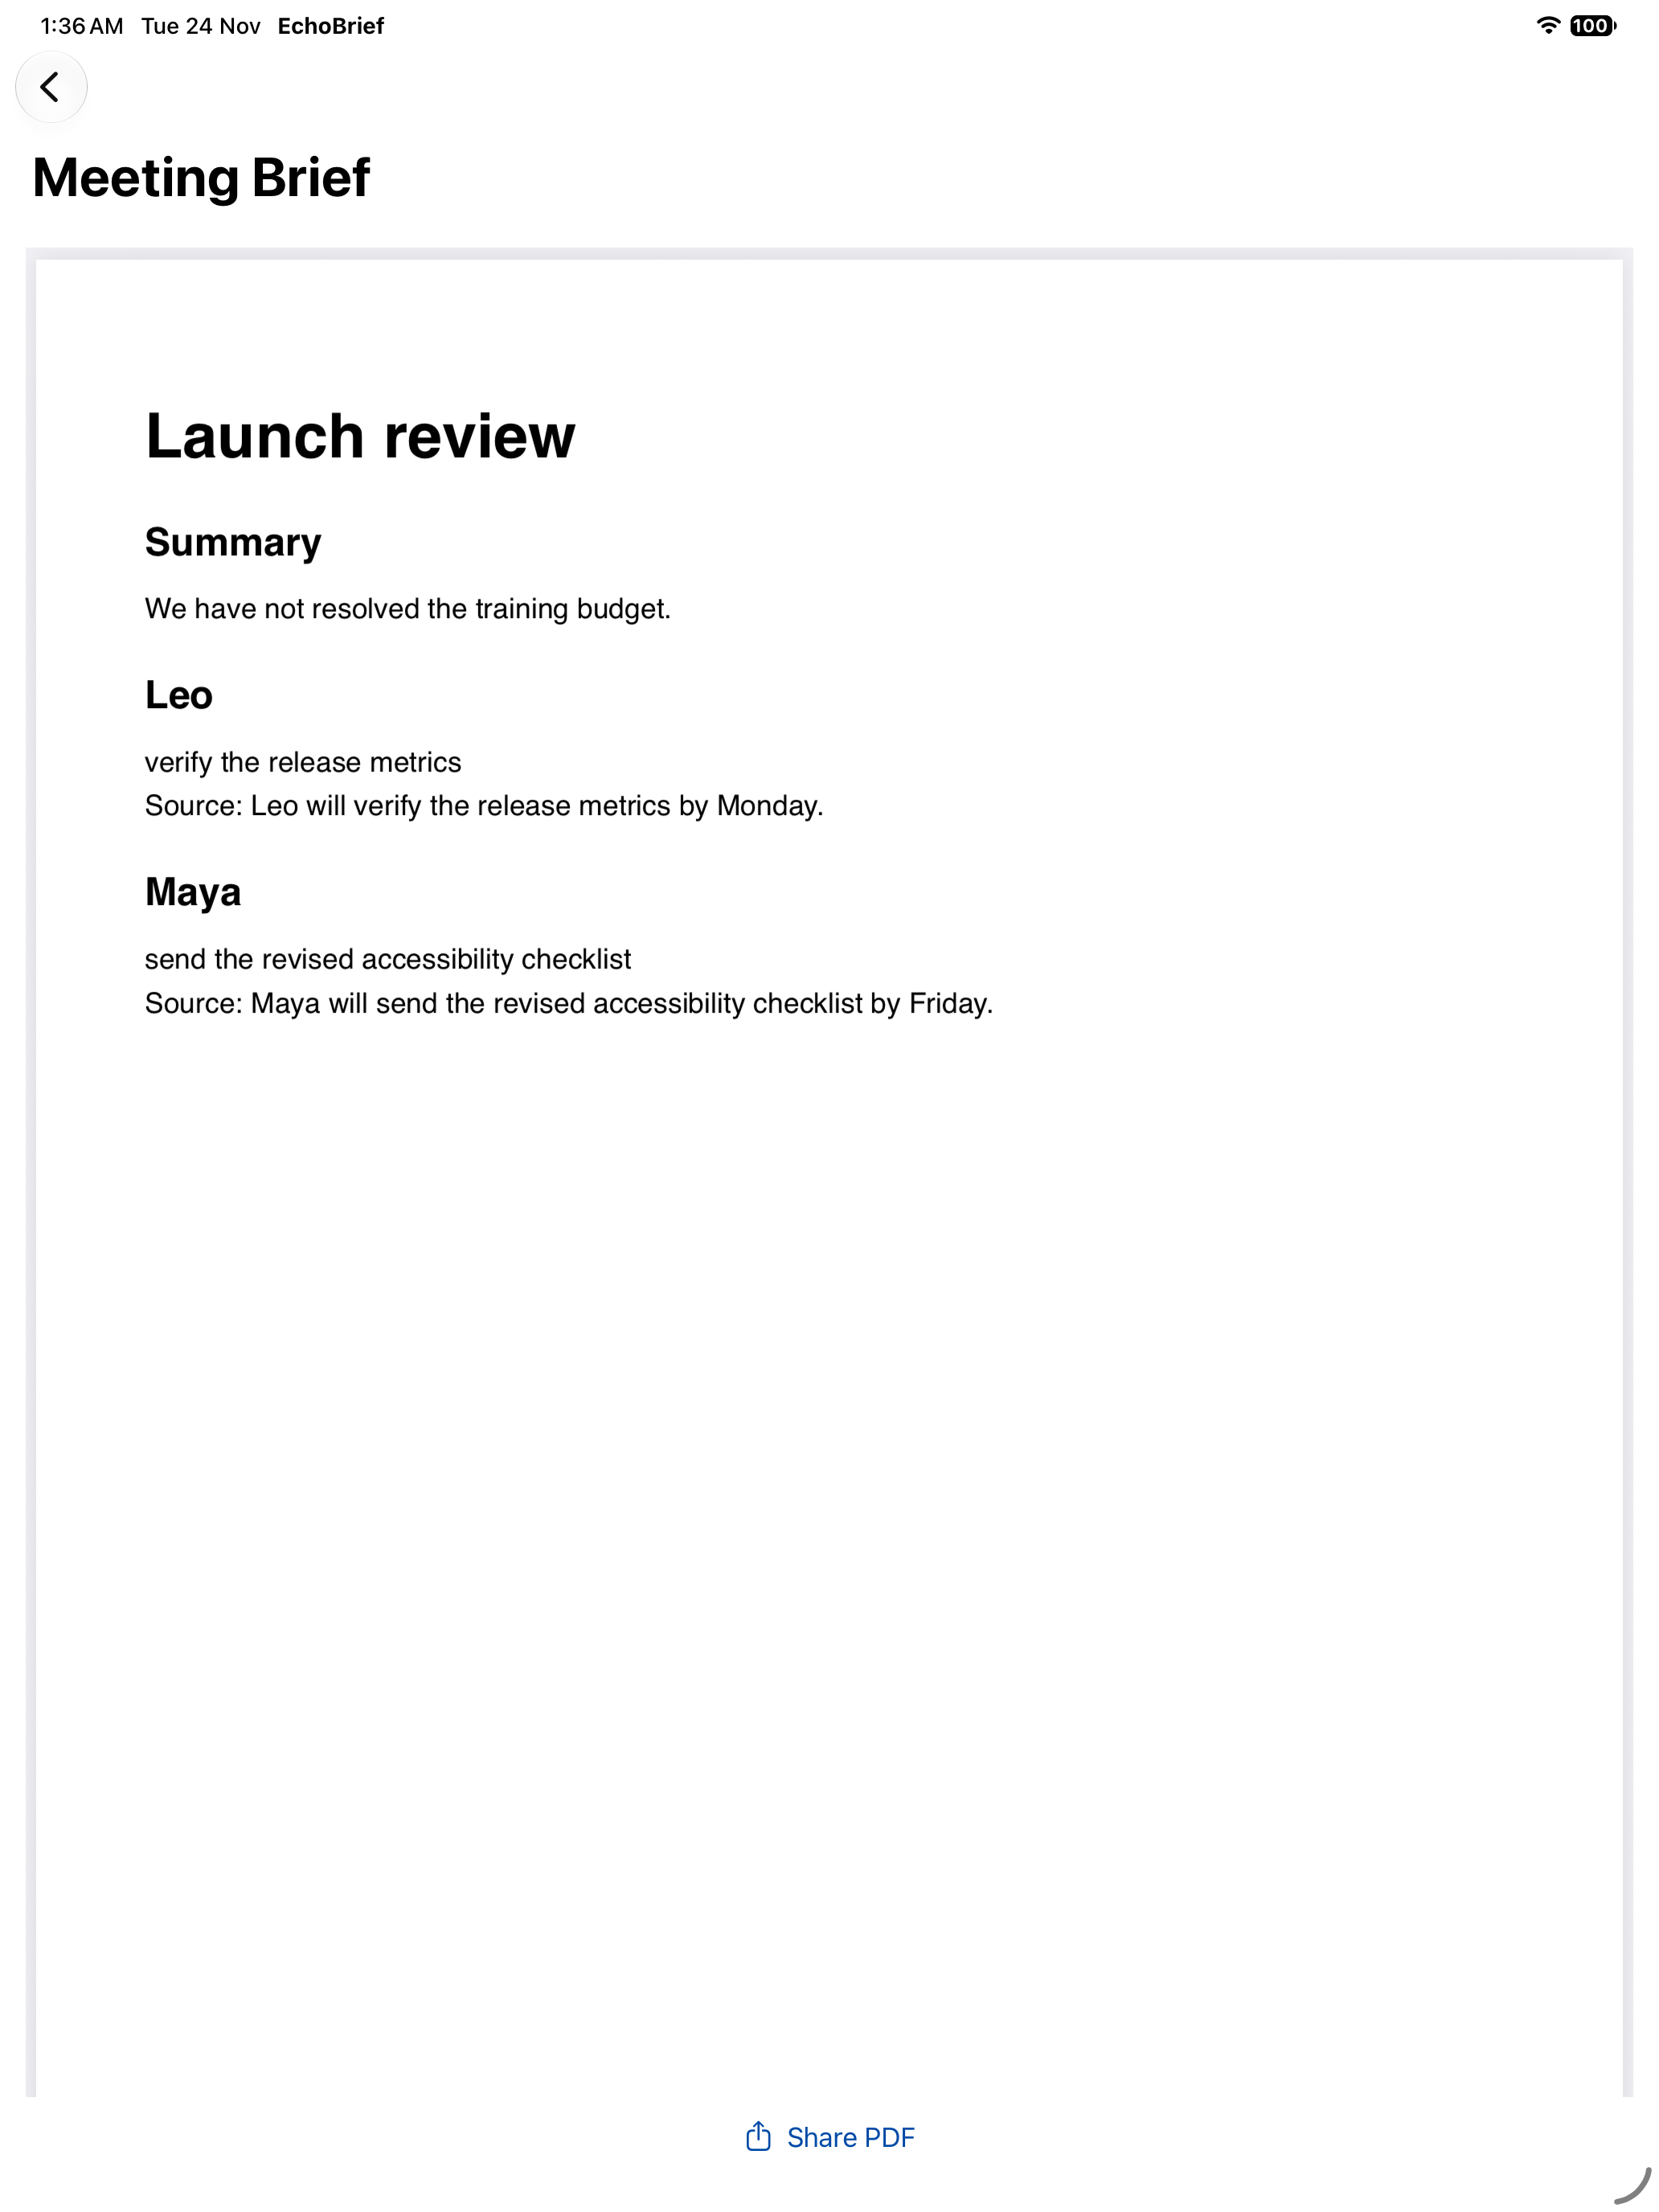 1:36 AM Tue 24 Nov EchoBrief
100
Meeting Brief
Launch review
Summary
We have not resolved the training budget.
Leo
verify the release metrics
Source: Leo will verify the release metrics by Monday.
Maya
send the revised accessibility checklist
Source: Maya will send the revised accessibility checklist by Friday.
Share PDF